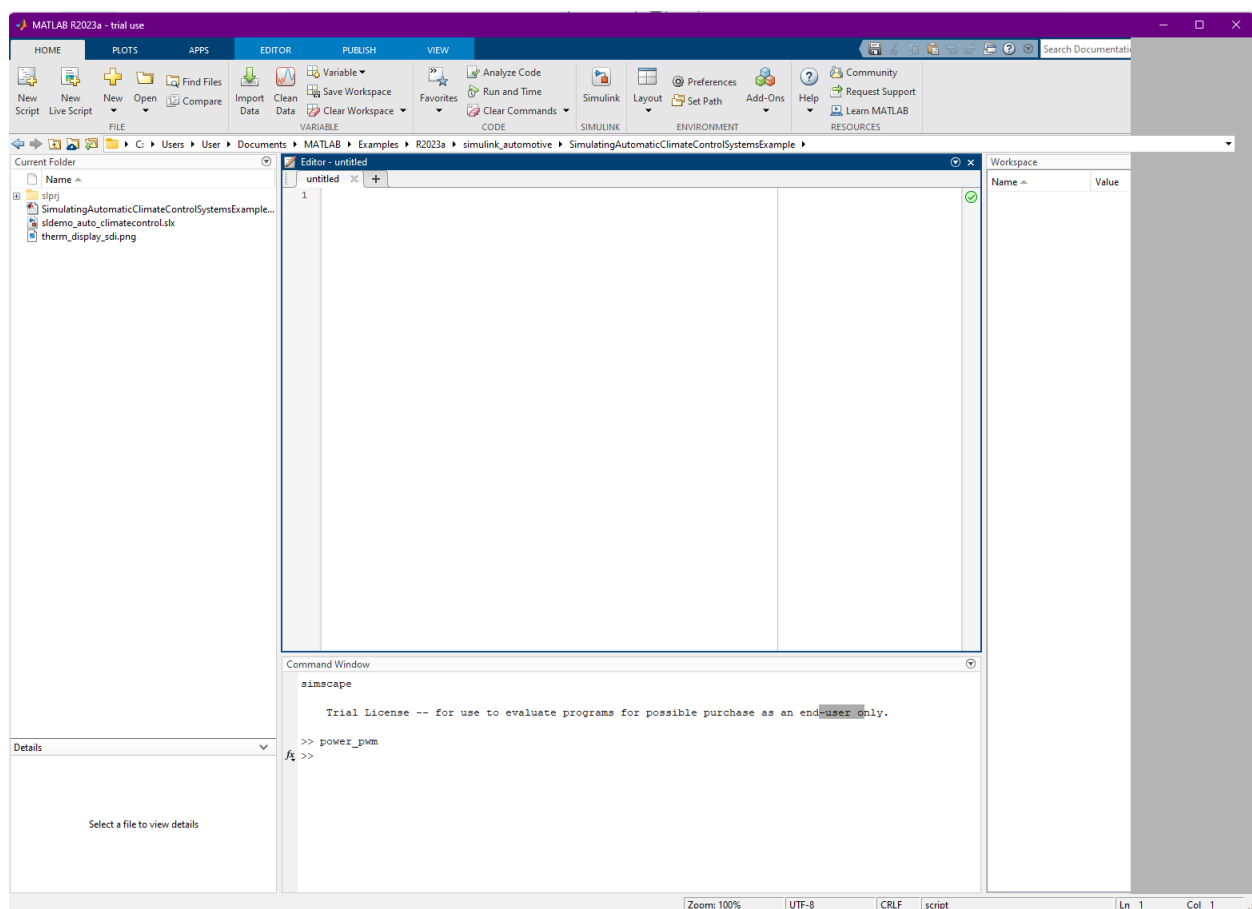 MATLAB R2023a - trial use
HOME PLOTS APPS EDITOR PUBLISH VIEW
Search Documentati
New Script
New Live Script
New
Open
Find Files
Compare
FILE
Import Data
Clean Data
Variable
Save Workspace
Clear Workspace
VARIABLE
Favorites
Analyze Code
Run and Time
Clear Commands
CODE
Simulink
SIMULINK
Layout
Preferences
Set Path
Add-Ons
ENVIRONMENT
Help
Community
Request Support
Learn MATLAB
RESOURCES
C: Users User Documents MATLAB Examples R2023a simulink_automotive SimulatingAutomaticClimateControlSystemsExample
Current Folder
Name
slprj
SimulatingAutomaticClimateControlSystemsExample...
sldemo_auto_climatecontrol.slx
therm_display_sdi.png
Details
Select a file to view details
Editor - untitled
untitled
1
Command Window
simscape
Trial License -- for use to evaluate programs for possible purchase as an end-user only.
>> power_pwm
fx >>
Workspace
Name Value
Zoom: 100% UTF-8 CRLF script Ln 1 Col 1